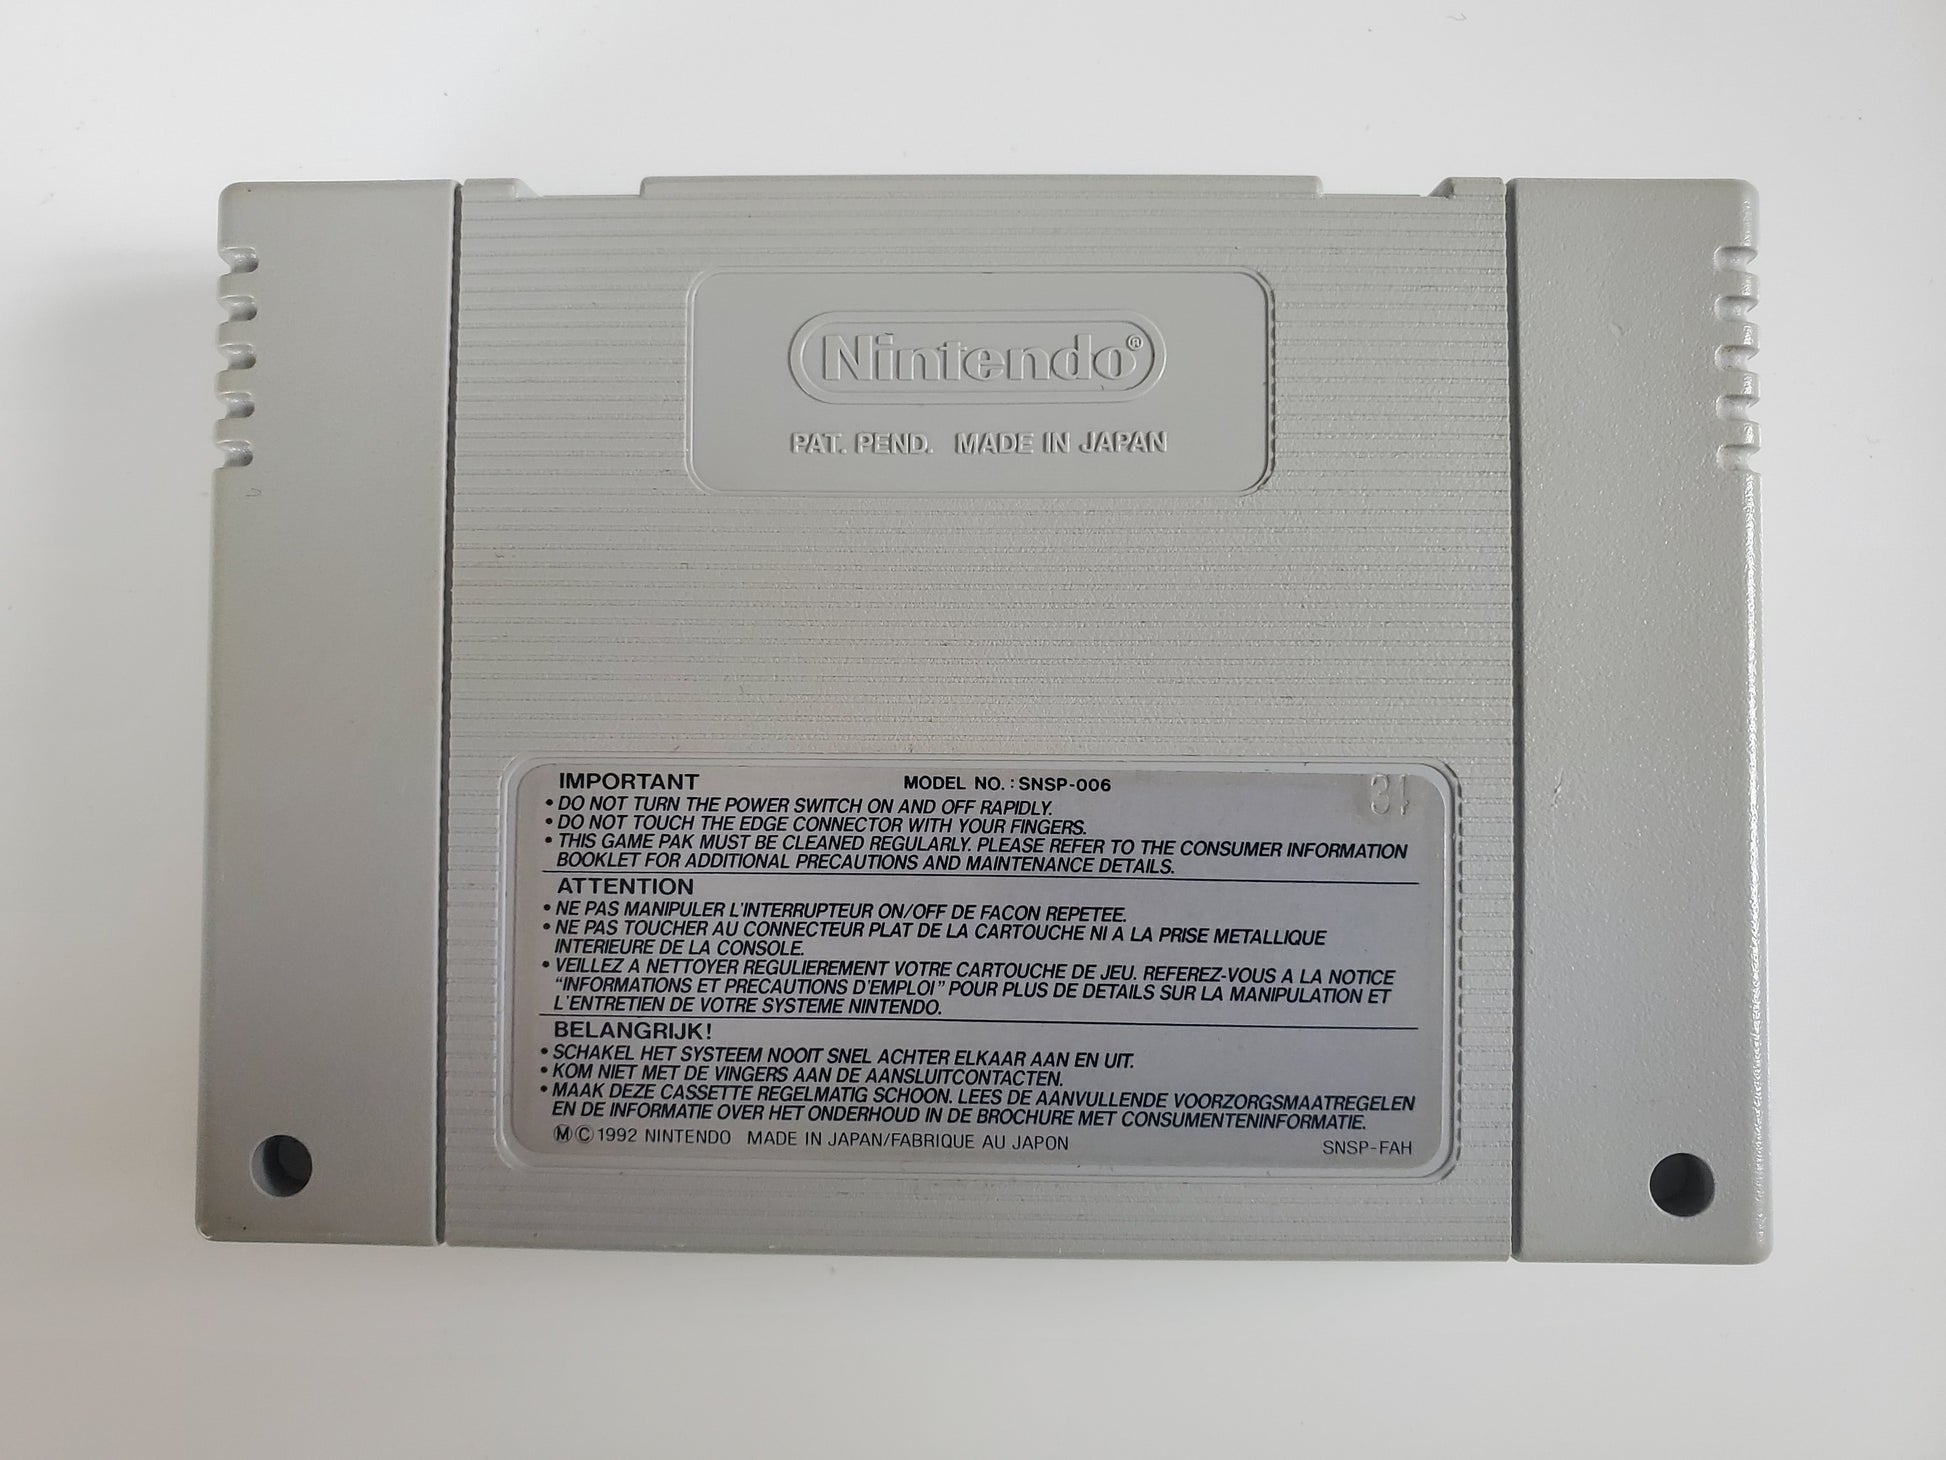 Nintendo®
PAT. PEND. MADE IN JAPAN
IMPORTANT MODEL NO.: SNSP-006
• DO NOT TURN THE POWER SWITCH ON AND OFF RAPIDLY.
• DO NOT TOUCH THE EDGE CONNECTOR WITH YOUR FINGERS.
• THIS GAME PAK MUST BE CLEANED REGULARLY. PLEASE REFER TO THE CONSUMER INFORMATION
BOOKLET FOR ADDITIONAL PRECAUTIONS AND MAINTENANCE DETAILS.
ATTENTION
• NE PAS MANIPULER L'INTERRUPTEUR ON/OFF DE FACON REPETEE.
• NE PAS TOUCHER AU CONNECTEUR PLAT DE LA CARTOUCHE NI A LA PRISE METALLIQUE
INTERIEURE DE LA CONSOLE.
• VEILLEZ A NETTOYER REGULIEREMENT VOTRE CARTOUCHE DE JEU. REFEREZ-VOUS A LA NOTICE
"INFORMATIONS ET PRECAUTIONS D'EMPLOI" POUR PLUS DE DETAILS SUR LA MANIPULATION ET
L'ENTRETIEN DE VOTRE SYSTEME NINTENDO.
BELANGRIJK!
• SCHAKEL HET SYSTEEM NOOIT SNEL ACHTER ELKAAR AAN EN UIT.
• KOM NIET MET DE VINGERS AAN DE AANSLUITCONTACTEN.
• MAAK DEZE CASSETTE REGELMATIG SCHOON. LEES DE AANVULLENDE VOORZORGSMAATREGELEN
EN DE INFORMATIE OVER HET ONDERHOUD IN DE BROCHURE MET CONSUMENTENINFORMATIE.
Ⓜ©1992 NINTENDO MADE IN JAPAN/FABRIQUE AU JAPON SNSP-FAH